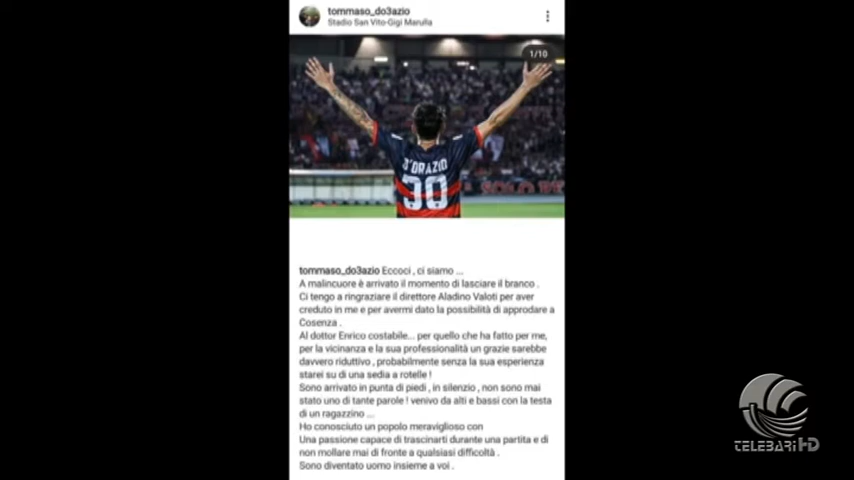 tommaso_do3azio
Stadio San Vito-Gigi Marulla
1/10
D'ORAZIO
30
SOLO
tommaso_do3azio Eccoci , ci siamo ...
A malincuore è arrivato il momento di lasciare il branco .
Ci tengo a ringraziare il direttore Aladino Valoti per aver
creduto in me e per avermi dato la possibilità di approdare a
Cosenza .
Al dottor Enrico costabile... per quello che ha fatto per me,
per la vicinanza e la sua professionalità un grazie sarebbe
davvero riduttivo , probabilmente senza la sua esperienza
starei su di una sedia a rotelle !
Sono arrivato in punta di piedi , in silenzio , non sono mai
stato uno di tante parole ! venivo da alti e bassi con la testa
di un ragazzino ...
Ho conosciuto un popolo meraviglioso con
Una passione capace di trascinarti durante una partita e di
non mollare mai di fronte a qualsiasi difficoltà .
Sono diventato uomo insieme a voi .
TELEBARI HD